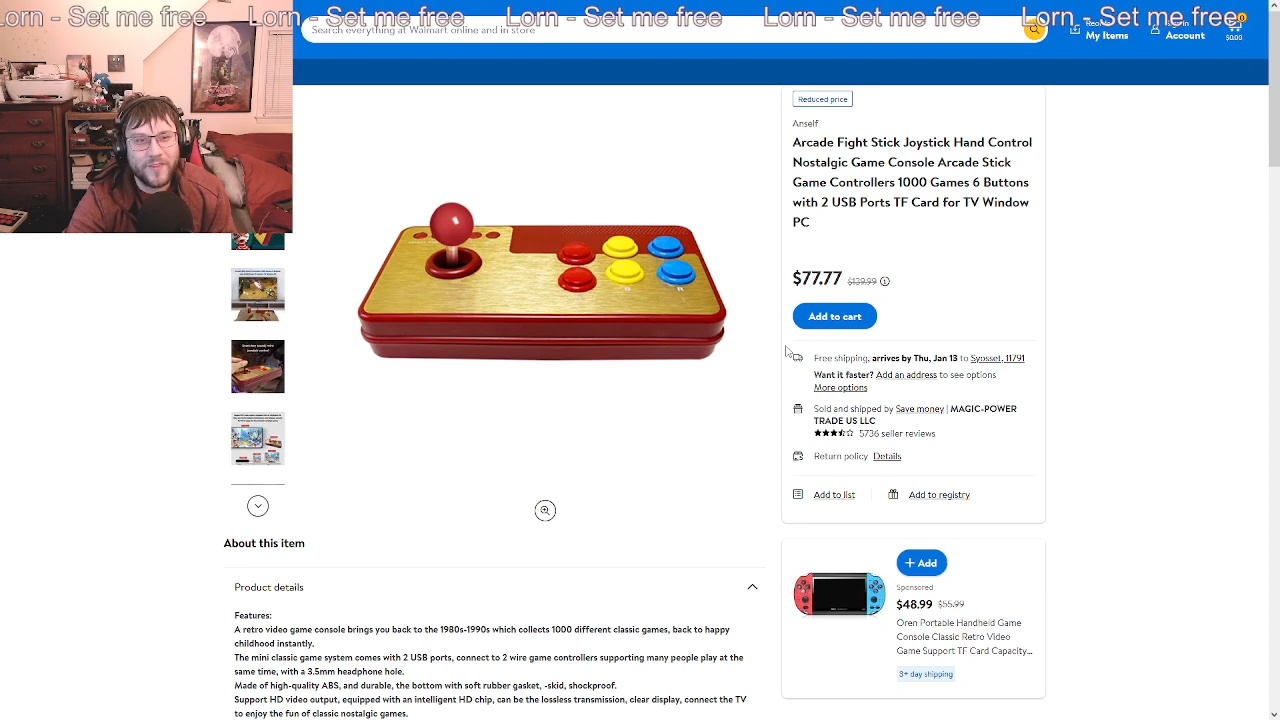 Lorn - Set me free Lorn - Set me free Lorn - Set me free Lorn - Set me free Lorn - Set me free
Search everything at Walmart online and in store
My Items
Account
0
$0.00
Reduced price
Anself
Arcade Fight Stick Joystick Hand Control
Nostalgic Game Console Arcade Stick
Game Controllers 1000 Games 6 Buttons
with 2 USB Ports TF Card for TV Window
PC
$77.77 $139.99
Add to cart
Free shipping, arrives by Thu, Jan 13 to Syosset, 11791
Want it faster? Add an address to see options
More options
Sold and shipped by Save money | MAGIC-POWER
TRADE US LLC
5736 seller reviews
Return policy Details
Add to list
Add to registry
About this item
Product details
Features:
A retro video game console brings you back to the 1980s-1990s which collects 1000 different classic games, back to happy
childhood instantly.
The mini classic game system comes with 2 USB ports, connect to 2 wire game controllers supporting many people play at the
same time, with a 3.5mm headphone hole.
Made of high-quality ABS, and durable, the bottom with soft rubber gasket, -skid, shockproof.
Support HD video output, equipped with an intelligent HD chip, can be the lossless transmission, clear display, connect the TV
to enjoy the fun of classic nostalgic games.
+ Add
Sponsored
$48.99 $55.99
Oren Portable Handheld Game
Console Classic Retro Video
Game Support TF Card Capacity...
3+ day shipping